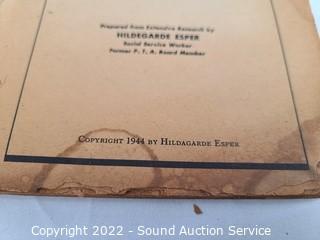 Prepared from Extensive Research by
HILDEGARDE ESPER
Social Service Worker
Former P. T. A. Board Member
COPYRIGHT 1944 BY HILDAGARDE ESPER
Copyright 2022 - Sound Auction Service